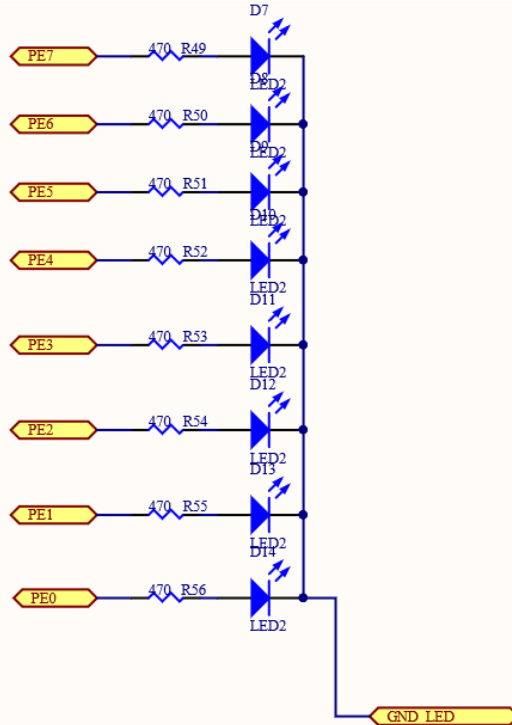 D7
PE7 470 R49
LED2
D8
PE6 470 R50
LED2
D9
PE5 470 R51
LED2
D10
PE4 470 R52
LED2
D11
PE3 470 R53
LED2
D12
PE2 470 R54
LED2
D13
PE1 470 R55
LED2
D14
PE0 470 R56
LED2
GND LED